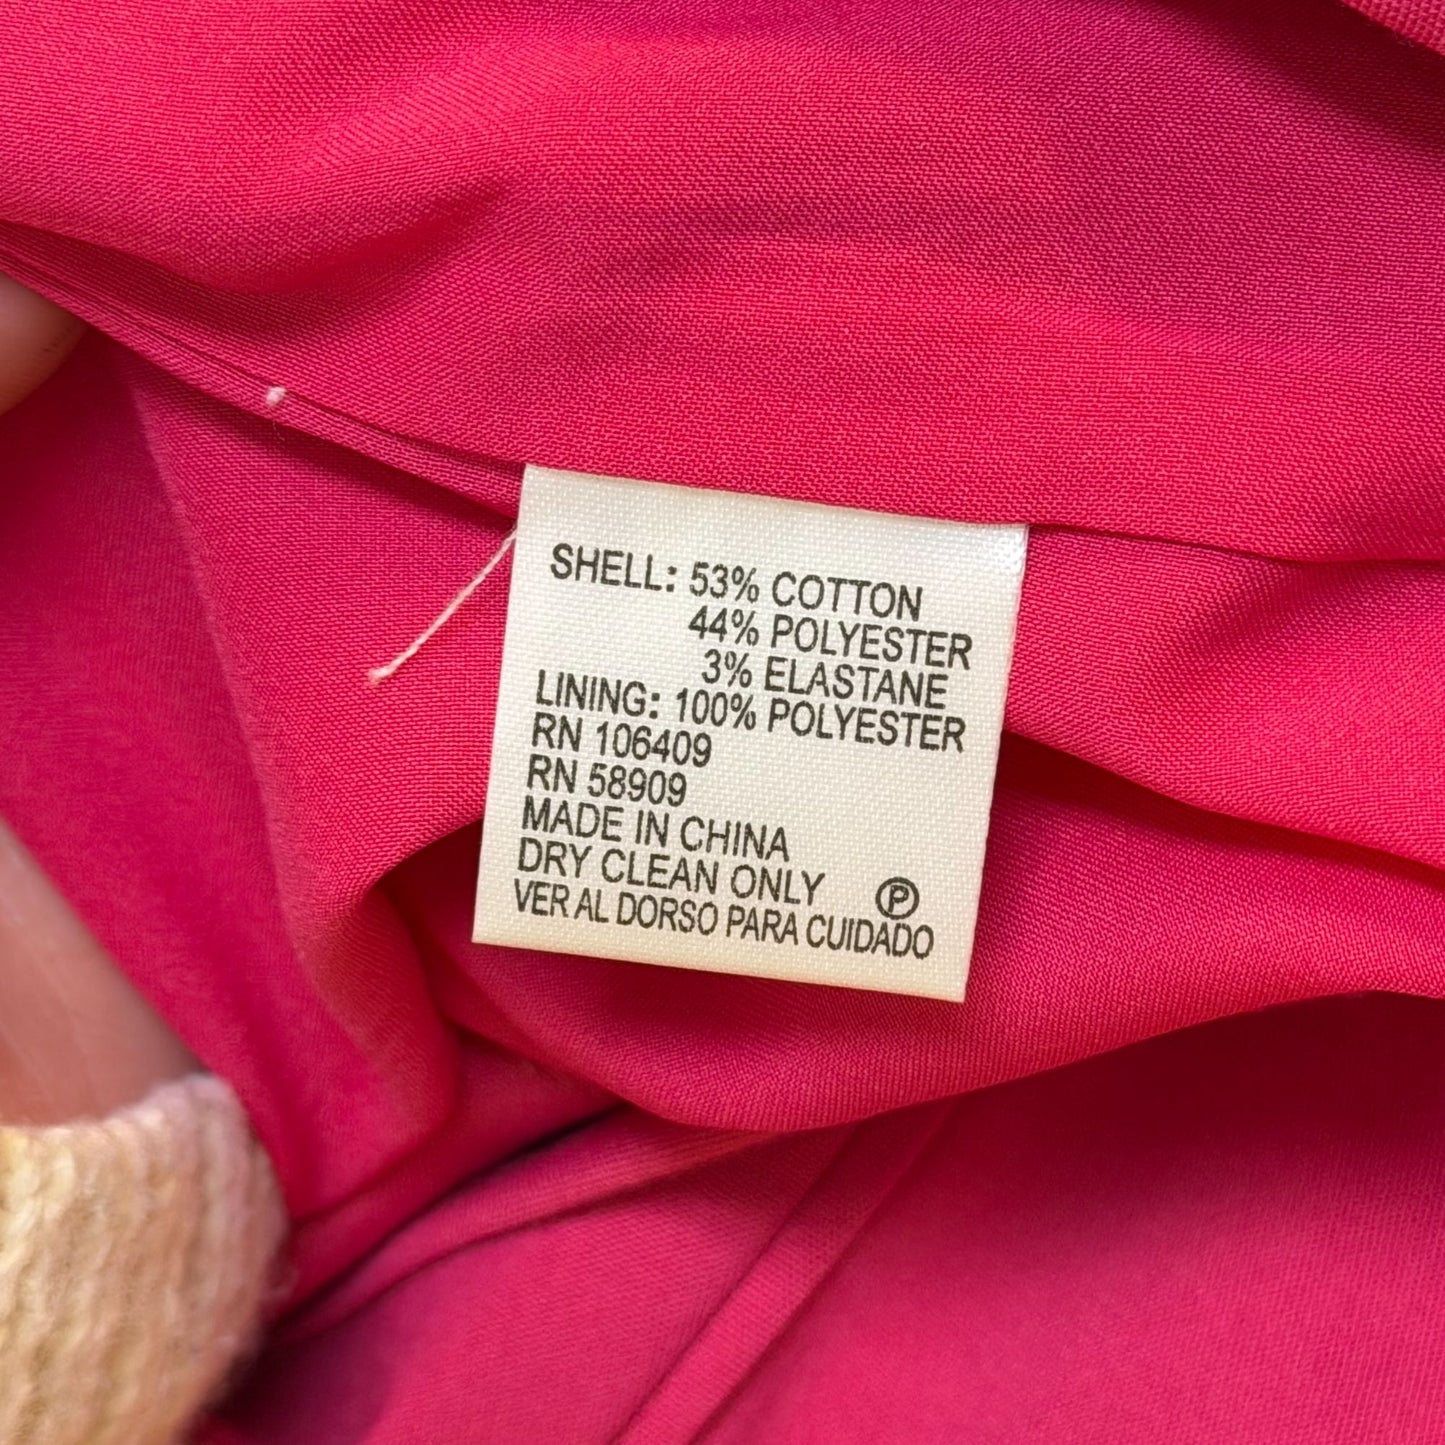 SHELL: 53% COTTON
44% POLYESTER
3% ELASTANE
LINING: 100% POLYESTER
RN 106409
RN 58909
MADE IN CHINA
DRY CLEAN ONLY Ⓟ
VER AL DORSO PARA CUIDADO